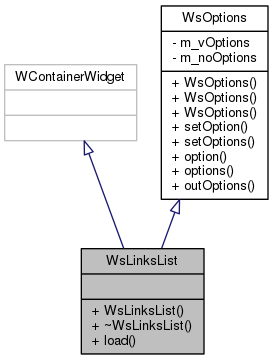 WsOptions
- m_vOptions
- m_noOptions
+ WsOptions()
+ WsOptions()
+ WsOptions()
+ setOption()
+ setOptions()
+ option()
+ options()
+ outOptions()
WContainerWidget
WsLinksList
+ WsLinksList()
+ ~WsLinksList()
+ load()